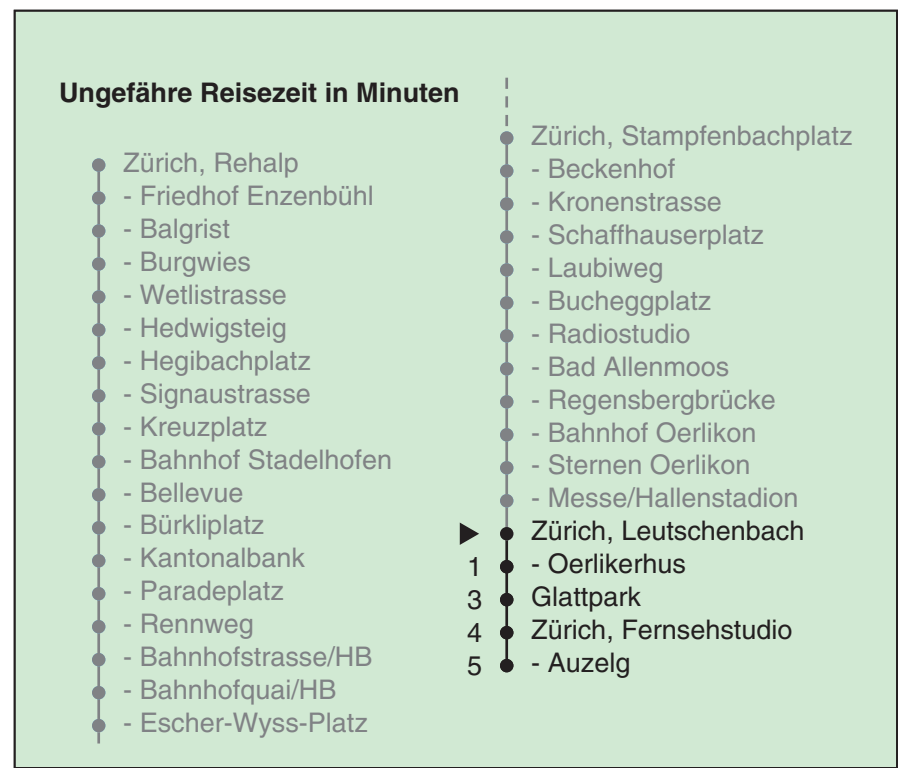 Ungefähre Reisezeit in Minuten
Zürich, Rehalp
- Friedhof Enzenbühl
- Balgrist
- Burgwies
- Wetlistrasse
- Hedwigsteig
- Hegibachplatz
- Signaustrasse
- Kreuzplatz
- Bahnhof Stadelhofen
- Bellevue
- Bürkliplatz
- Kantonalbank
- Paradeplatz
- Rennweg
- Bahnhofstrasse/HB
- Bahnhofquai/HB
- Escher-Wyss-Platz
Zürich, Stampfenbachplatz
- Beckenhof
- Kronenstrasse
- Schaffhauserplatz
- Laubiweg
- Bucheggplatz
- Radiostudio
- Bad Allenmoos
- Regensbergbrücke
- Bahnhof Oerlikon
- Sternen Oerlikon
- Messe/Hallenstadion
Zürich, Leutschenbach
1 - Oerlikerhus
3 Glattpark
4 Zürich, Fernsehstudio
5 - Auzelg